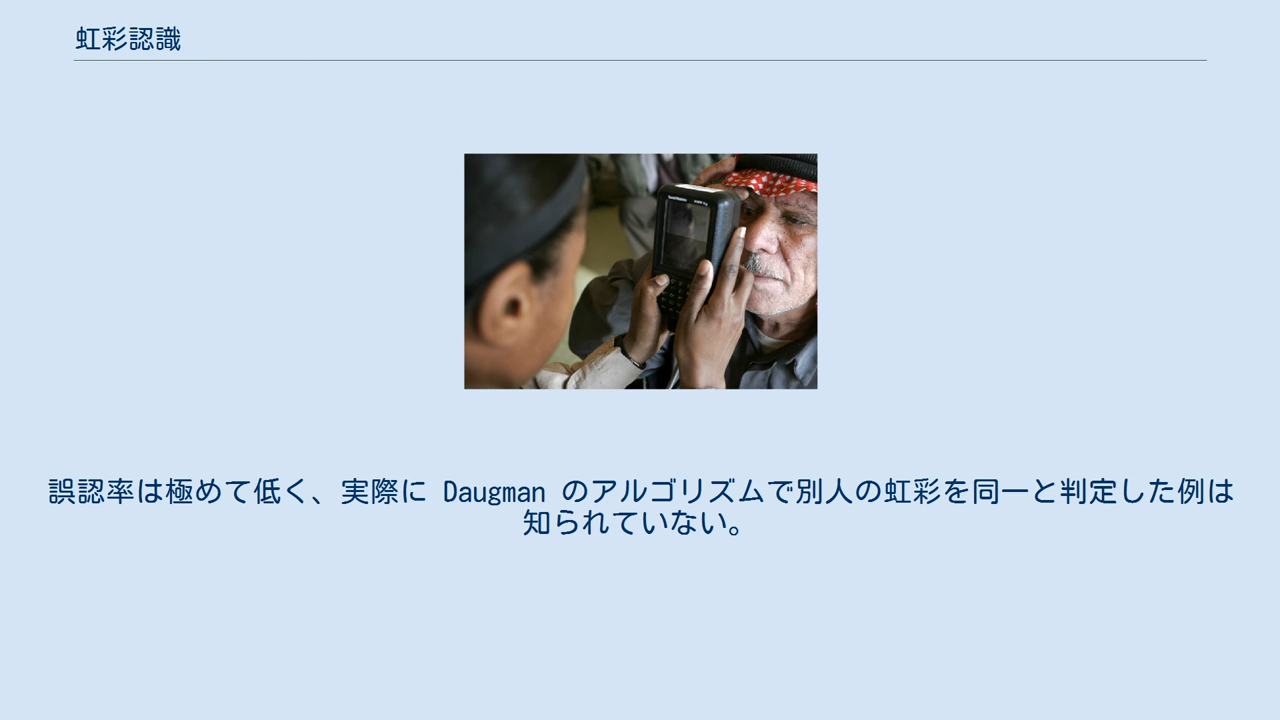 虹彩認識
誤認率は極めて低く、実際に Daugman のアルゴリズムで別人の虹彩を同一と判定した例は
知られていない。